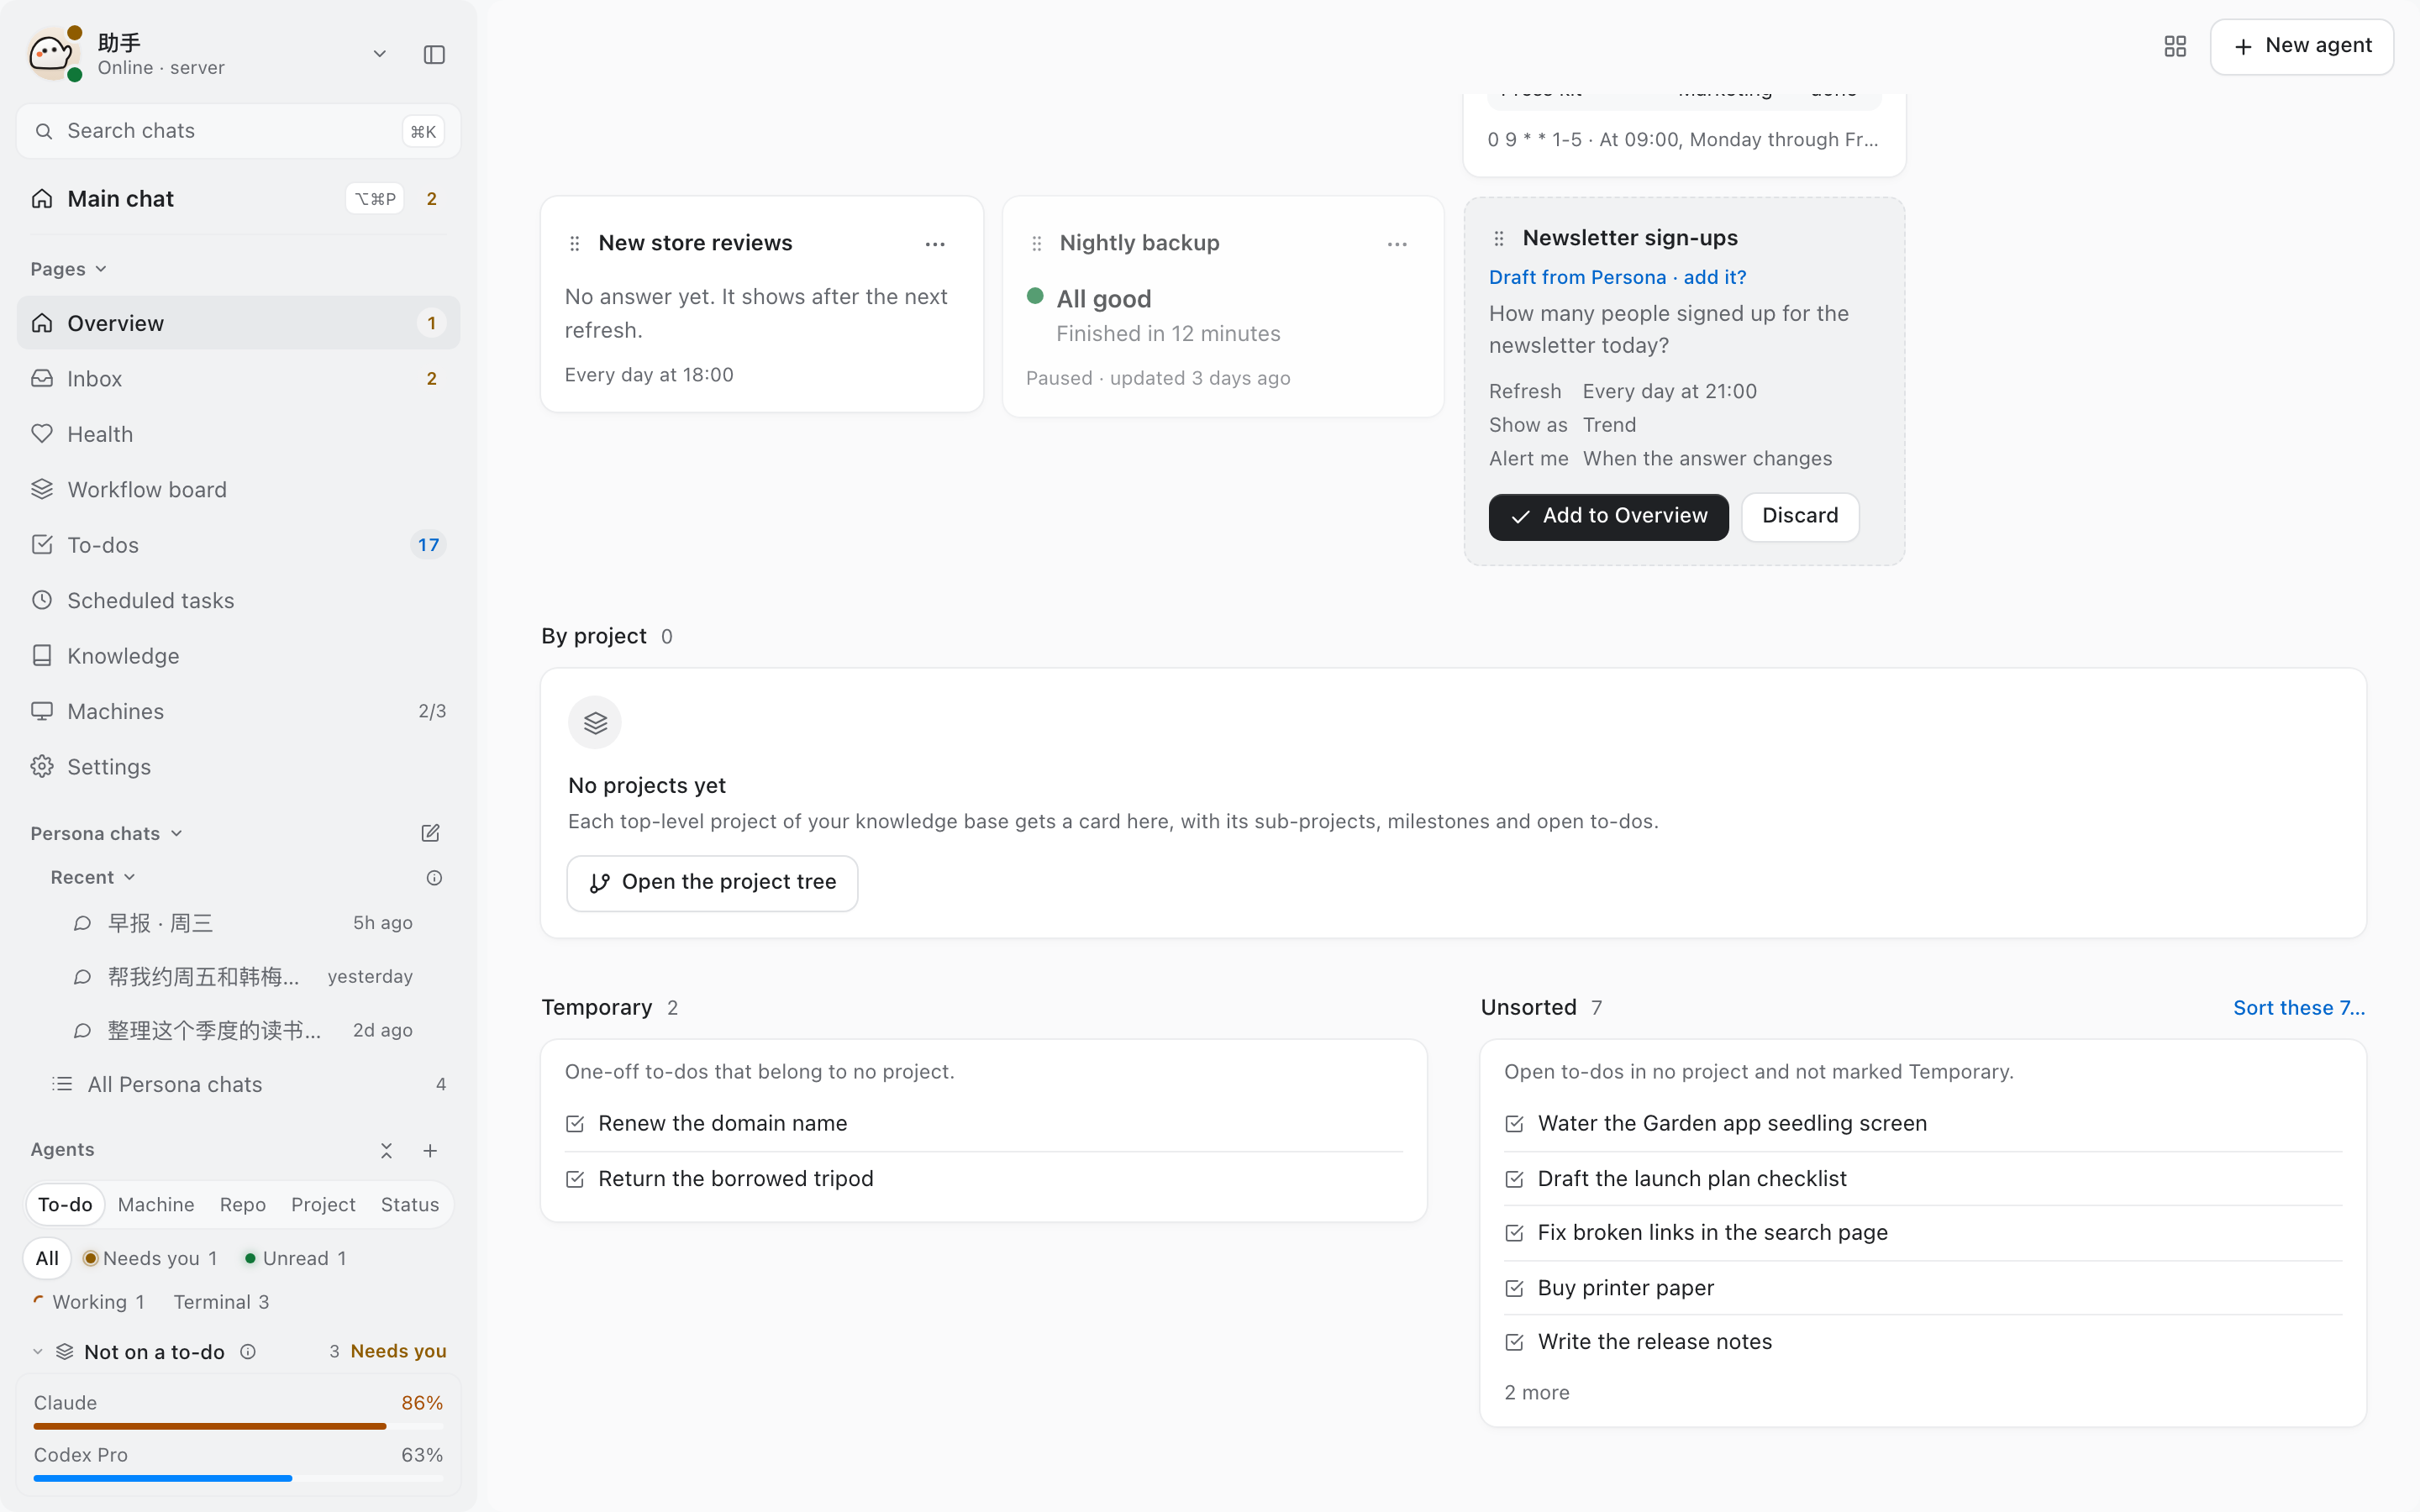 助手
Online · server
Search chats ⌘K
Main chat ⌥⌘P 2
Pages
Overview 1
Inbox 2
Health
Workflow board
To-dos 17
Scheduled tasks
Knowledge
Machines 2/3
Settings
Persona chats
Recent
早报 · 周三 5h ago
帮我约周五和韩梅... yesterday
整理这个季度的读书... 2d ago
All Persona chats 4
Agents
To-do Machine Repo Project Status
All Needs you 1 Unread 1
Working 1 Terminal 3
Not on a to-do 3 Needs you
Claude 86%
Codex Pro 63%
New agent
0 9 * * 1-5 · At 09:00, Monday through Fr...
New store reviews
No answer yet. It shows after the next
refresh.
Every day at 18:00
Nightly backup
All good
Finished in 12 minutes
Paused · updated 3 days ago
Newsletter sign-ups
Draft from Persona · add it?
How many people signed up for the
newsletter today?
Refresh Every day at 21:00
Show as Trend
Alert me When the answer changes
Add to Overview Discard
By project 0
No projects yet
Each top-level project of your knowledge base gets a card here, with its sub-projects, milestones and open to-dos.
Open the project tree
Temporary 2
One-off to-dos that belong to no project.
Renew the domain name
Return the borrowed tripod
Unsorted 7 Sort these 7...
Open to-dos in no project and not marked Temporary.
Water the Garden app seedling screen
Draft the launch plan checklist
Fix broken links in the search page
Buy printer paper
Write the release notes
2 more